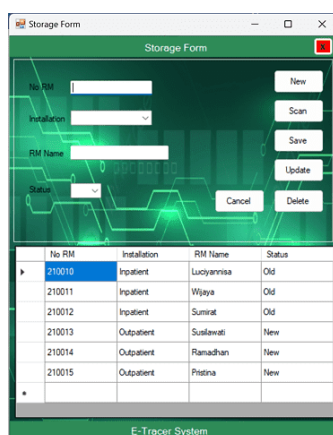 Storage Form
Storage Form
X
No RM
New
Installation
Scan
RM Name
Save
Update
Status
Cancel
Delete
No RM Installation RM Name Status
210010 Inpatient Luciyannisa Old
210011 Inpatient Wijaya Old
210012 Inpatient Sumirat Old
210013 Outpatient Susilawati New
210014 Outpatient Ramadhan New
210015 Outpatient Pristina New
E-Tracer System